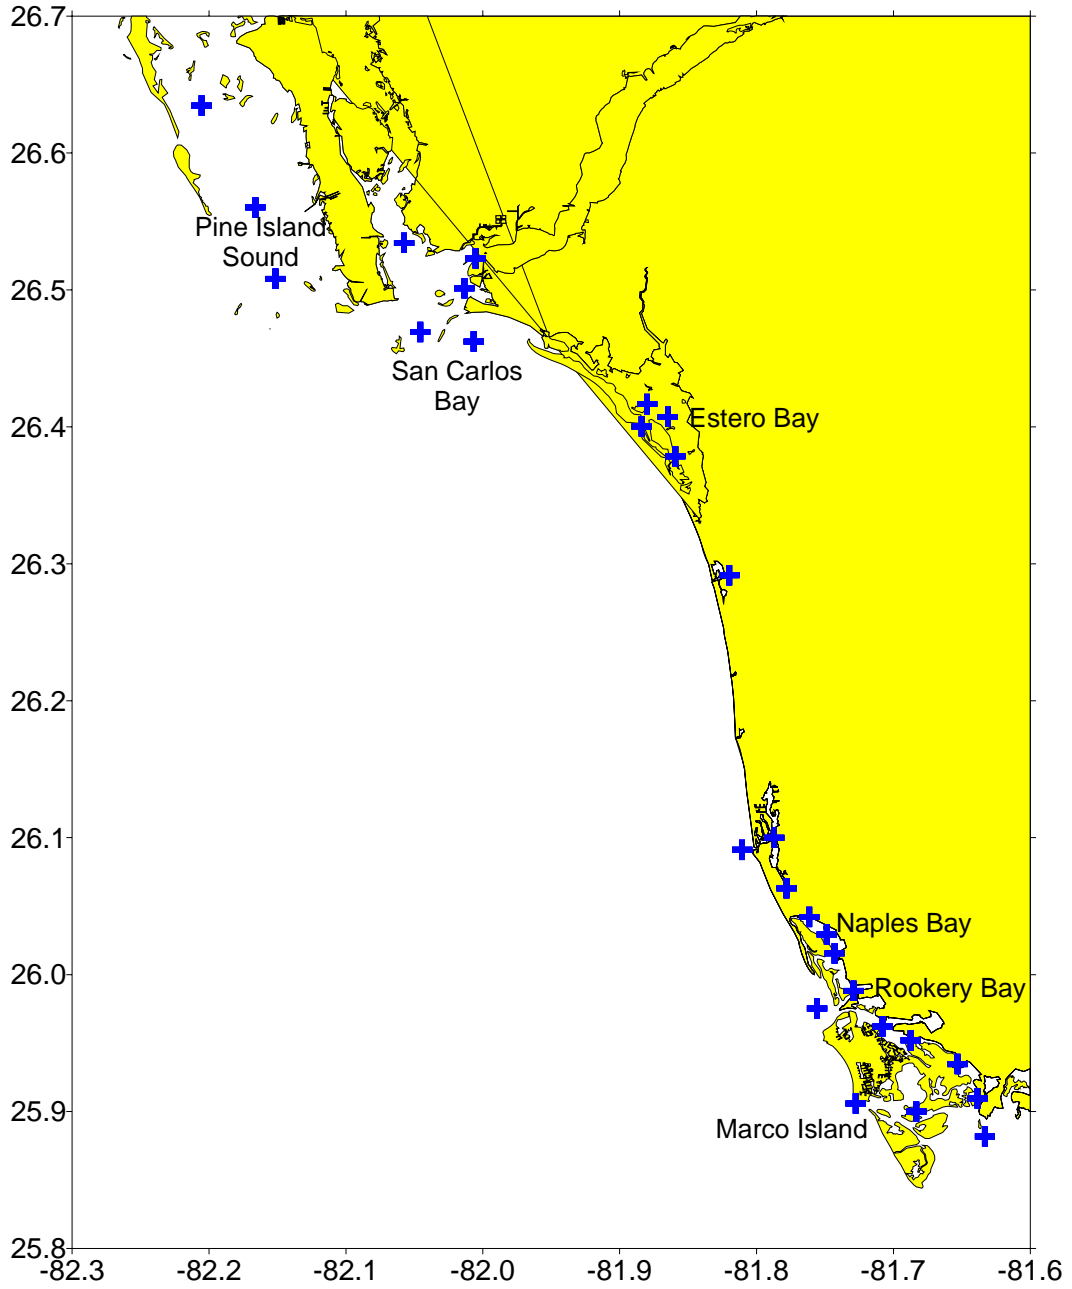 26.7
26.6
Pine Island
Sound
26.5
San Carlos
Bay
26.4
Estero Bay
26.3
26.2
26.1
Naples Bay
26.0
Rookery Bay
25.9
Marco Island
25.8
-82.3 -82.2 -82.1 -82.0 -81.9 -81.8 -81.7 -81.6